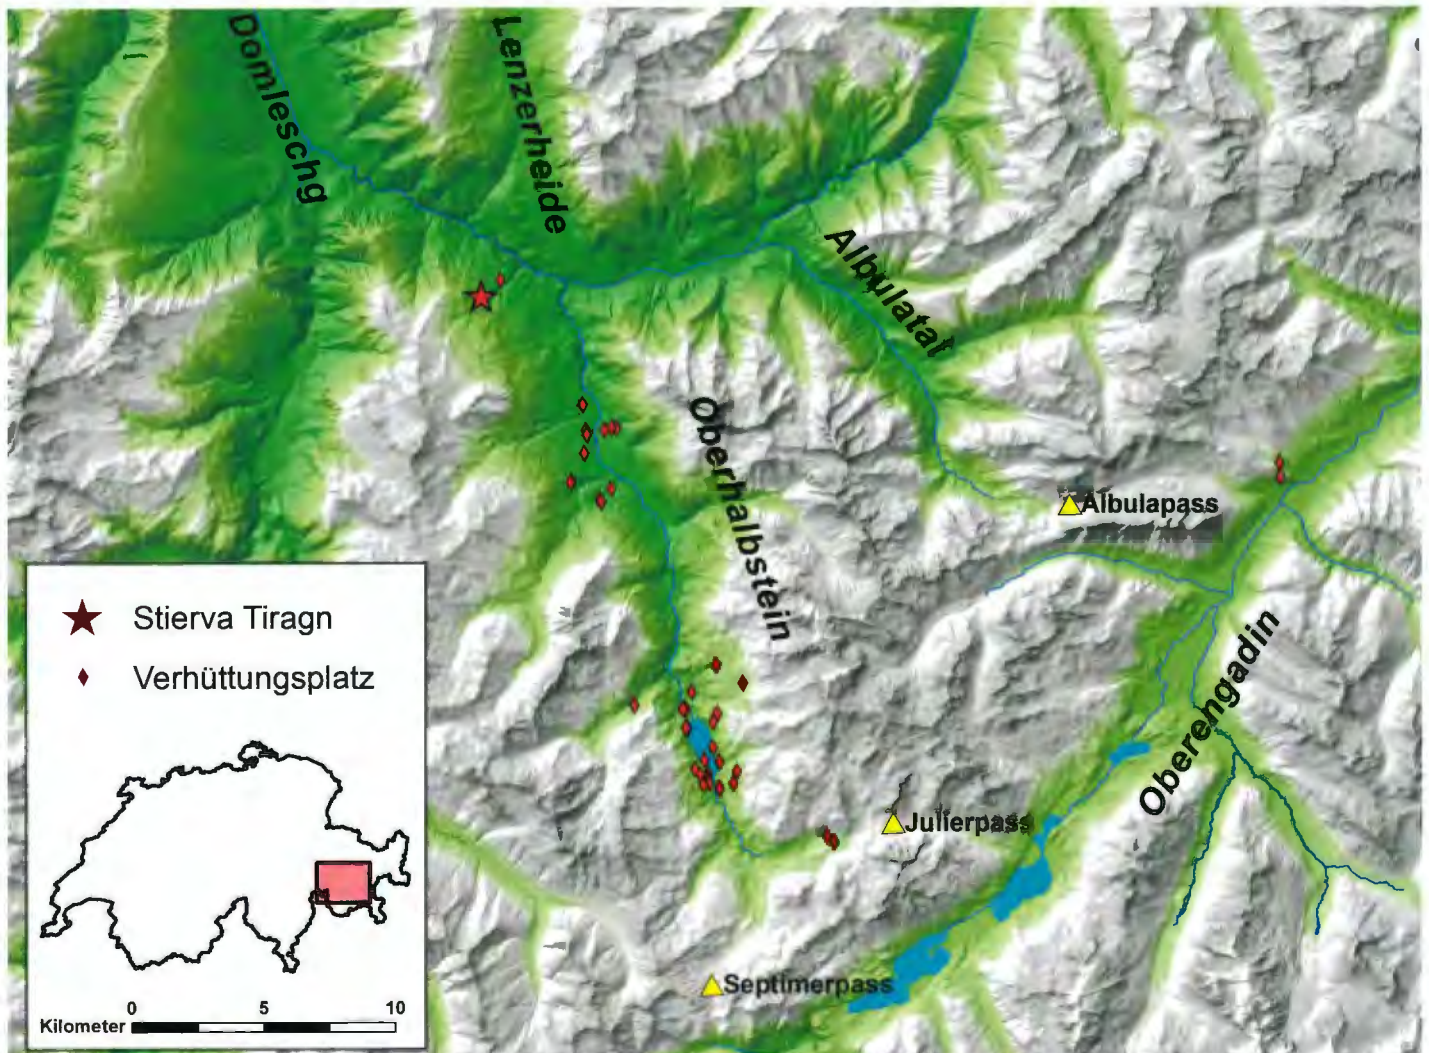 Domleschg
Lenzerheide
Albulatal
Oberhalbstein
Albulapass
Oberengadin
Julierpass
Septimerpass
Stierva Tiragn
Verhüttungsplatz
0 5 10
Kilometer